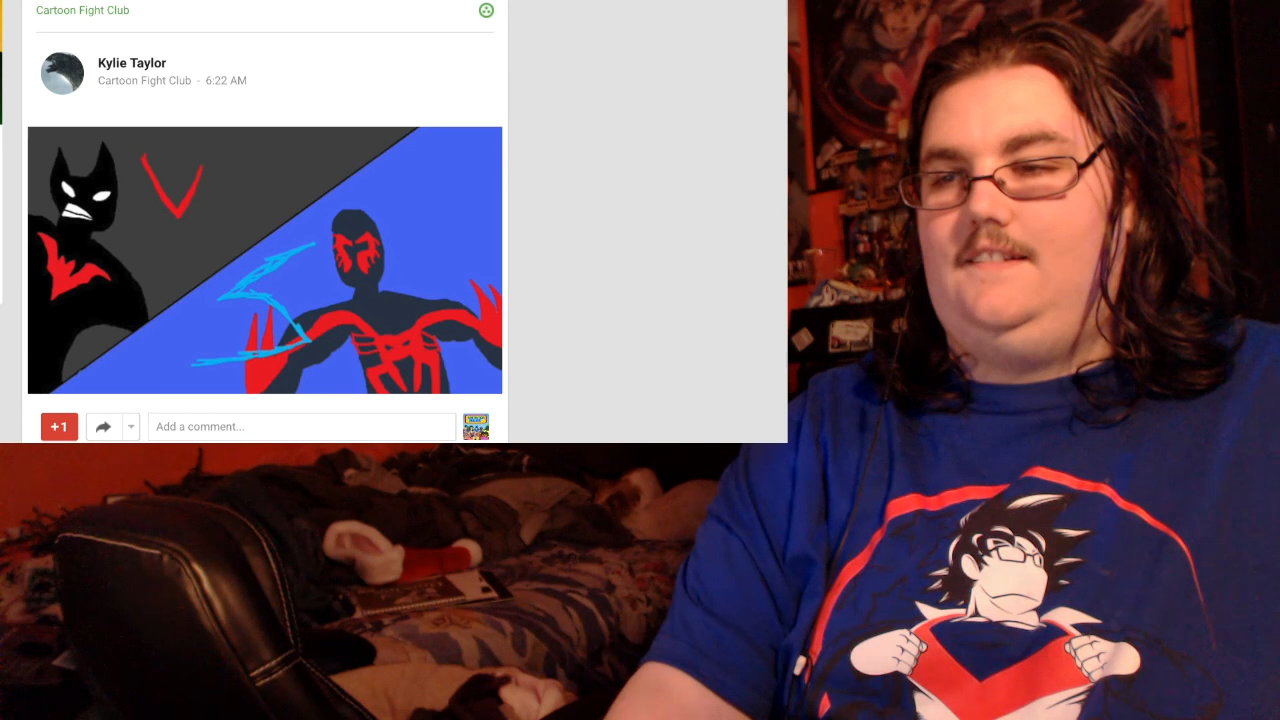 Cartoon Fight Club
Kylie Taylor
Cartoon Fight Club - 6:22 AM
V S
+1
Add a comment...